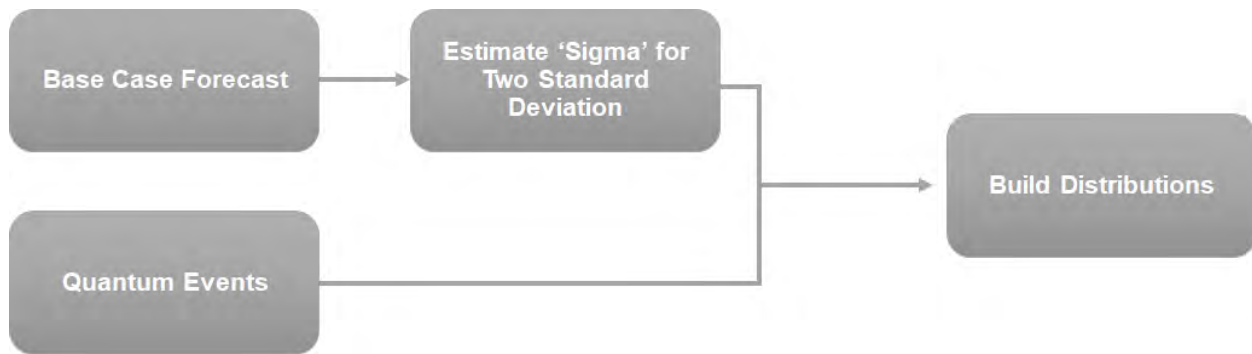 Base Case Forecast
Estimate ‘Sigma’ for
Two Standard
Deviation
Build Distributions
Quantum Events